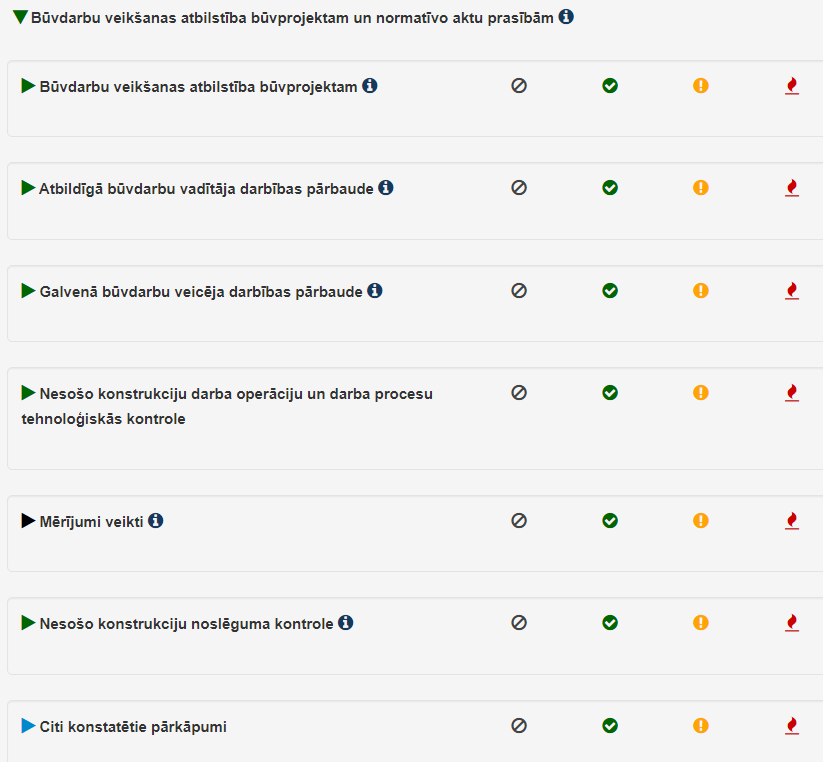 Būvdarbu veikšanas atbilstība būvprojektam un normatīvo aktu prasībām
Būvdarbu veikšanas atbilstība būvprojektam
Atbildīgā būvdarbu vadītāja darbības pārbaude
Galvenā būvdarbu veicēja darbības pārbaude
Nesošo konstrukciju darba operāciju un darba procesu
tehnoloģiskās kontrole
Mērījumi veikti
Nesošo konstrukciju noslēguma kontrole
Citi konstatētie pārkāpumi